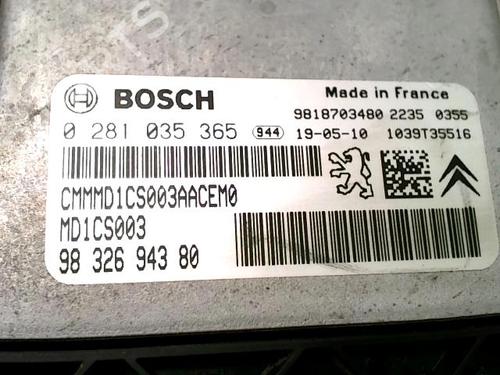 BOSCH
Made in France
9818703480 2235 0355
0 281 035 365 944 19-05-10 1039T35516
CMMMD1CS003AACEM0
MD1CS003
98 326 943 80